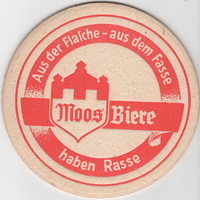 Aus der Flaſche - aus dem Fasse
Moos Biere
haben Rasse